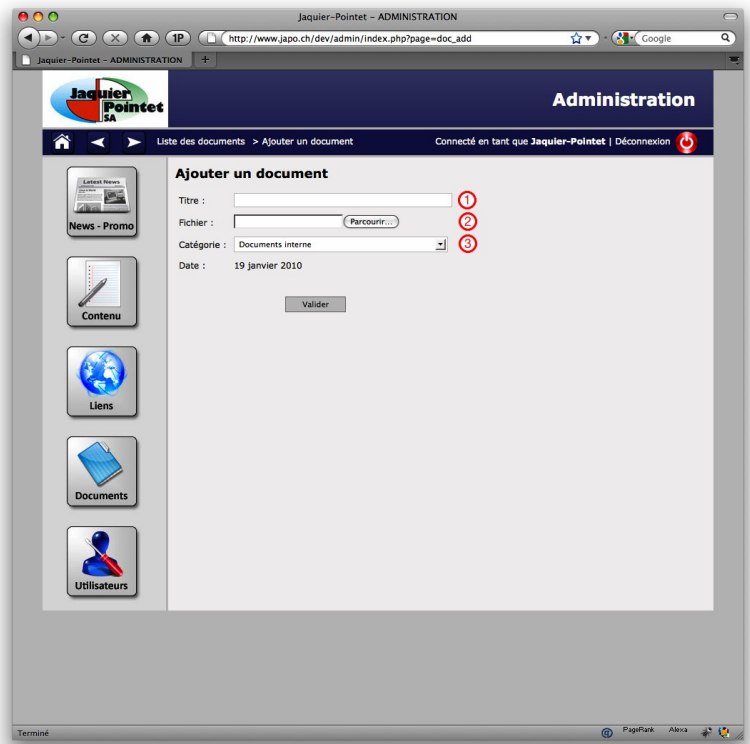 Jaquier-Pointet – ADMINISTRATION
1P http://www.japo.ch/dev/admin/index.php?page=doc_add Google
Jaquier-Pointet – ADMINISTRATION +
Jaquier
Pointet
SA
Administration
Liste des documents > Ajouter un document Connecté en tant que Jaquier-Pointet | Déconnexion
Latest News
News - Promo
Contenu
Liens
Documents
Utilisateurs
Ajouter un document
Titre : 1
Fichier : Parcourir... 2
Catégorie : Documents interne 3
Date : 19 janvier 2010
Valider
Terminé @ PageRank Alexa